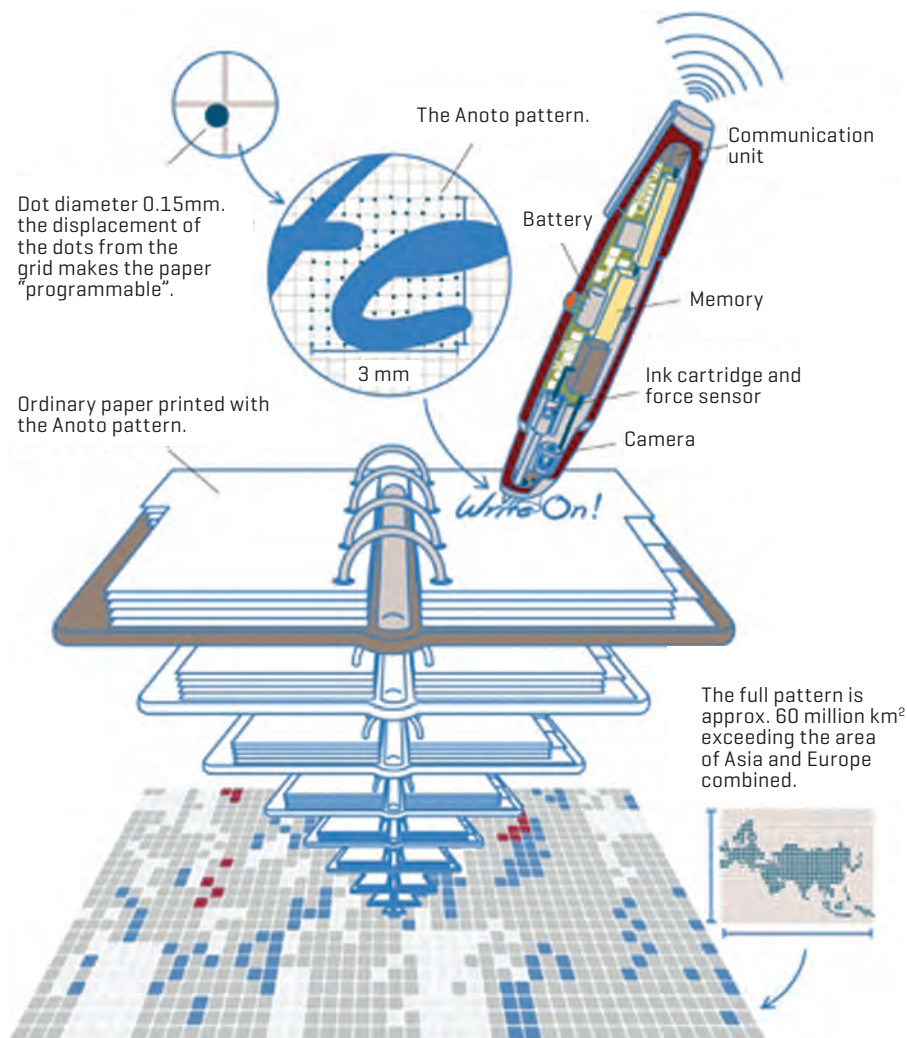 The Anoto pattern.
Communication
unit
Dot diameter 0.15mm.
the displacement of
the dots from the
grid makes the paper
"programmable".
Battery
Memory
3 mm
Ink cartridge and
force sensor
Ordinary paper printed with
the Anoto pattern.
Camera
Write On!
The full pattern is
approx. 60 million km²
exceeding the area
of Asia and Europe
combined.